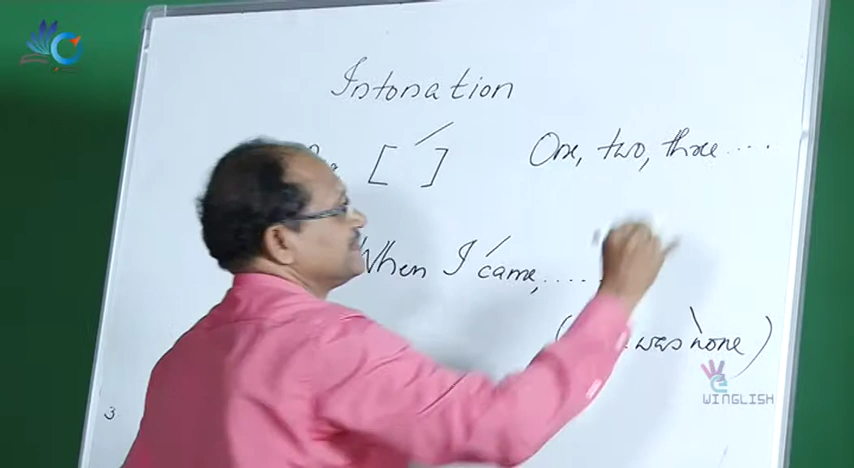 Intonation
[ ]
One, two, three ....
When I came, ....
was none)
3
WINGLISH